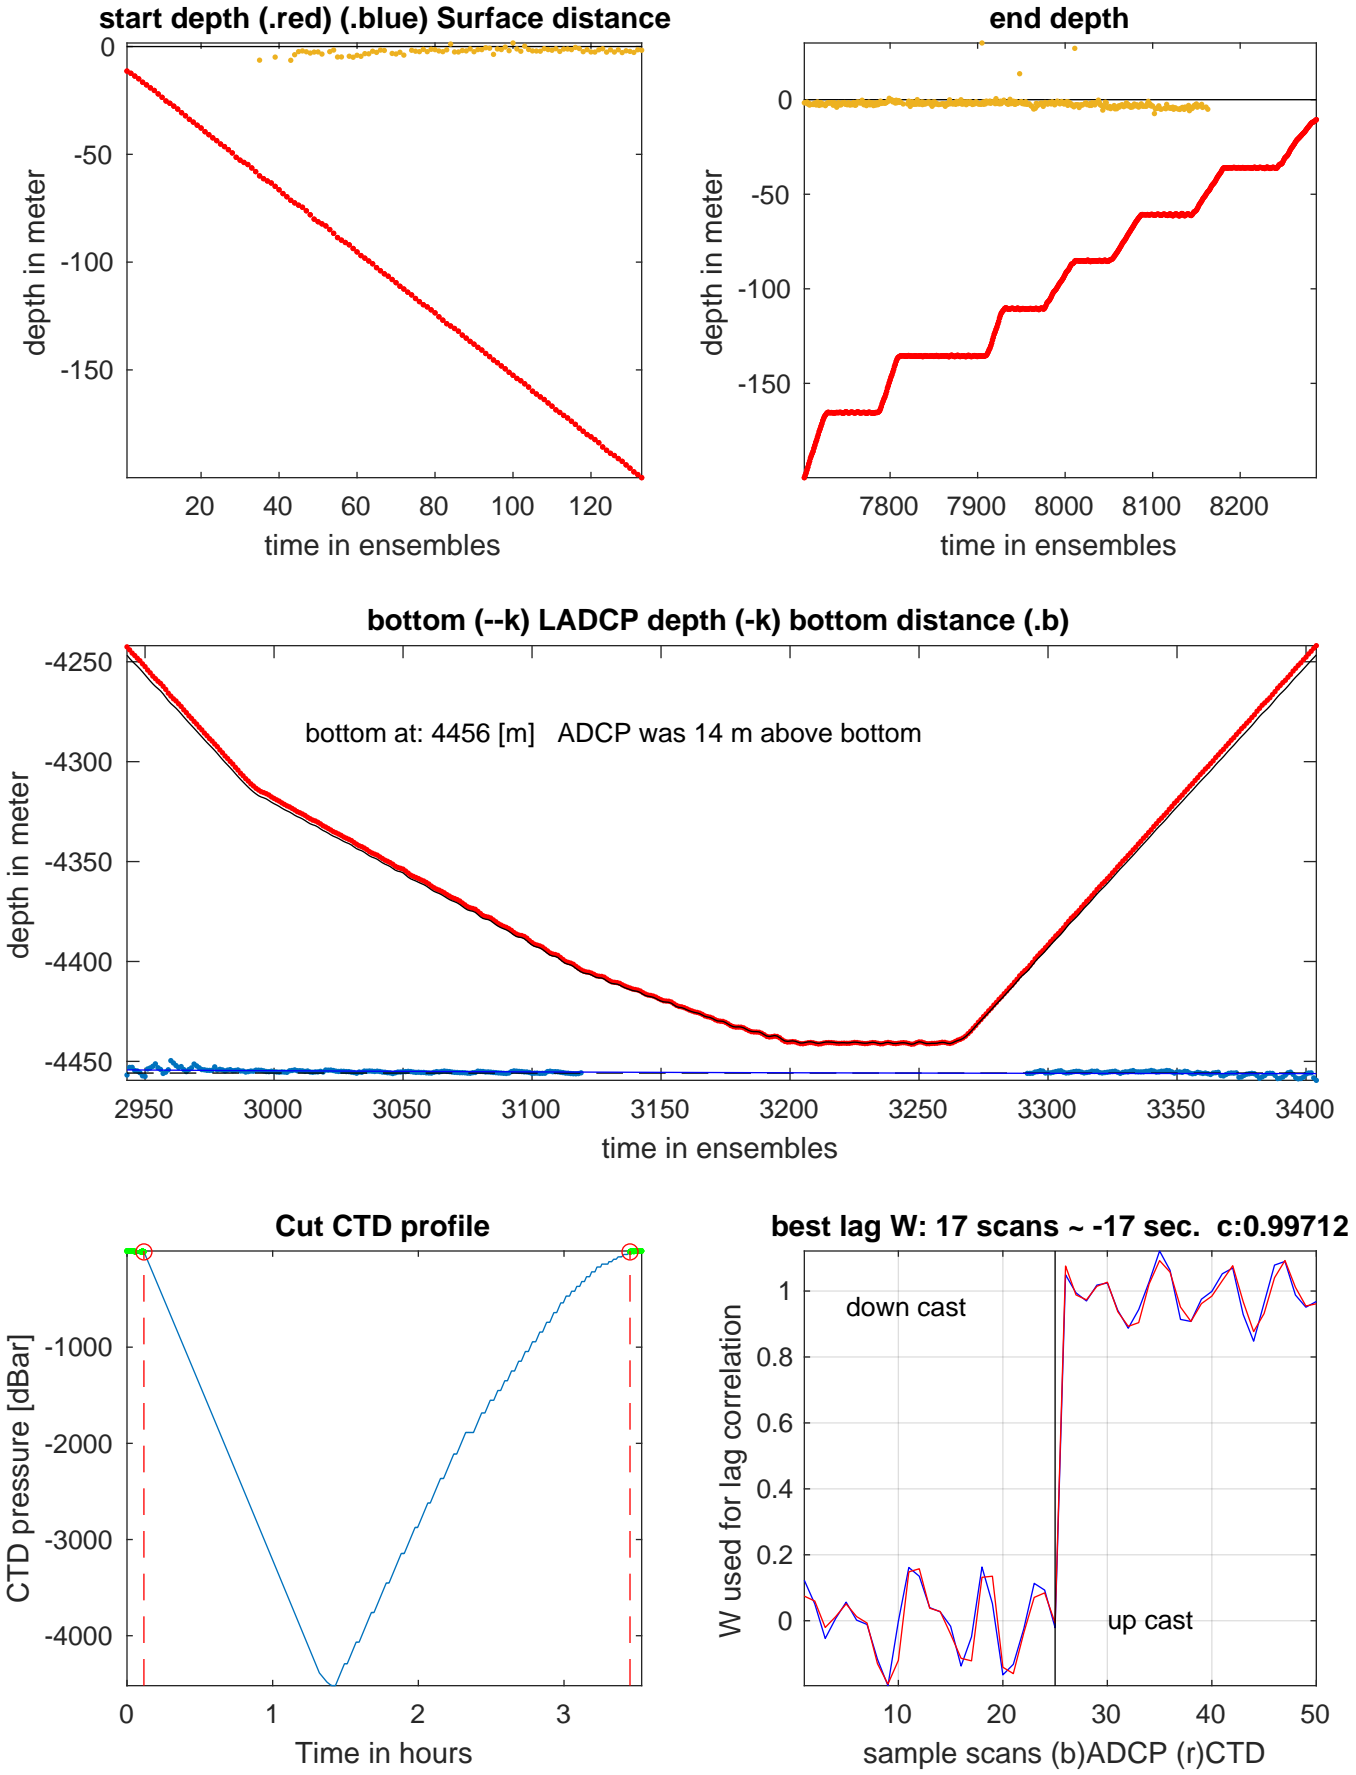 start depth (.red) (.blue) Surface distance
0
-50
-100
-150
depth in meter
20 40 60 80 100 120
time in ensembles
end depth
0
-50
-100
-150
depth in meter
7800 7900 8000 8100 8200
time in ensembles
bottom (--k) LADCP depth (-k) bottom distance (.b)
-4250
-4300
-4350
-4400
-4450
depth in meter
bottom at: 4456 [m] ADCP was 14 m above bottom
2950 3000 3050 3100 3150 3200 3250 3300 3350 3400
time in ensembles
Cut CTD profile
-1000
-2000
-3000
-4000
CTD pressure [dBar]
0 1 2 3
Time in hours
best lag W: 17 scans ~ -17 sec. c:0.99712
1
0.8
0.6
0.4
0.2
0
W used for lag correlation
down cast
up cast
10 20 30 40 50
sample scans (b)ADCP (r)CTD